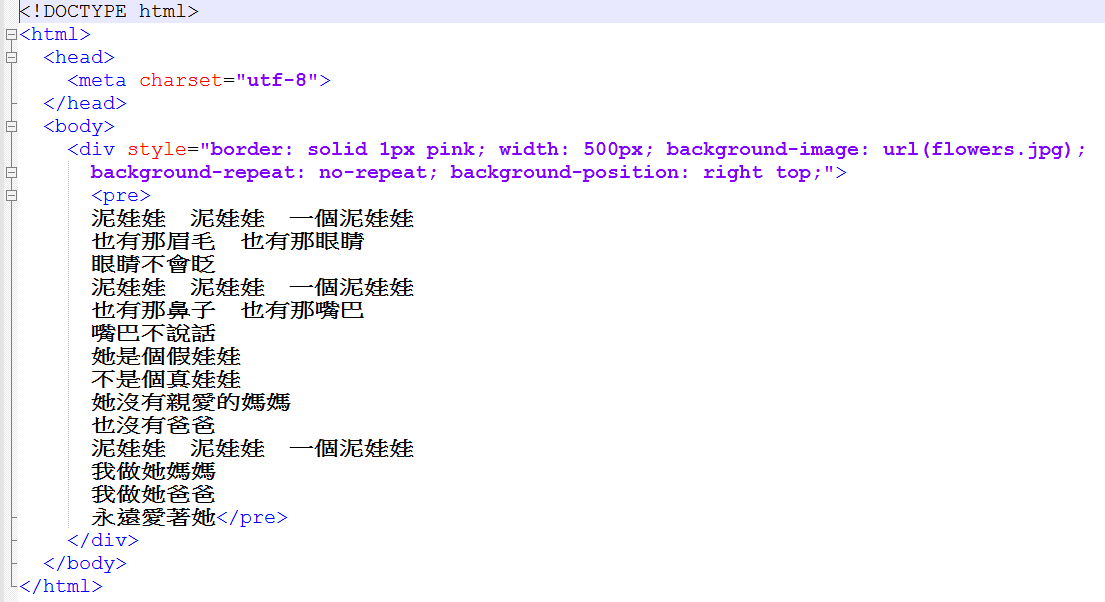 <!DOCTYPE html>
<html>
  <head>
    <meta charset="utf-8">
  </head>
  <body>
    <div style="border: solid 1px pink; width: 500px; background-image: url(flowers.jpg);
      background-repeat: no-repeat; background-position: right top;">
      <pre>
      泥娃娃　泥娃娃　一個泥娃娃
      也有那眉毛　也有那眼睛
      眼睛不會眨
      泥娃娃　泥娃娃　一個泥娃娃
      也有那鼻子　也有那嘴巴
      嘴巴不說話
      她是個假娃娃
      不是個真娃娃
      她沒有親愛的媽媽
      也沒有爸爸
      泥娃娃　泥娃娃　一個泥娃娃
      我做她媽媽
      我做她爸爸
      永遠愛著她</pre>
    </div>
  </body>
</html>